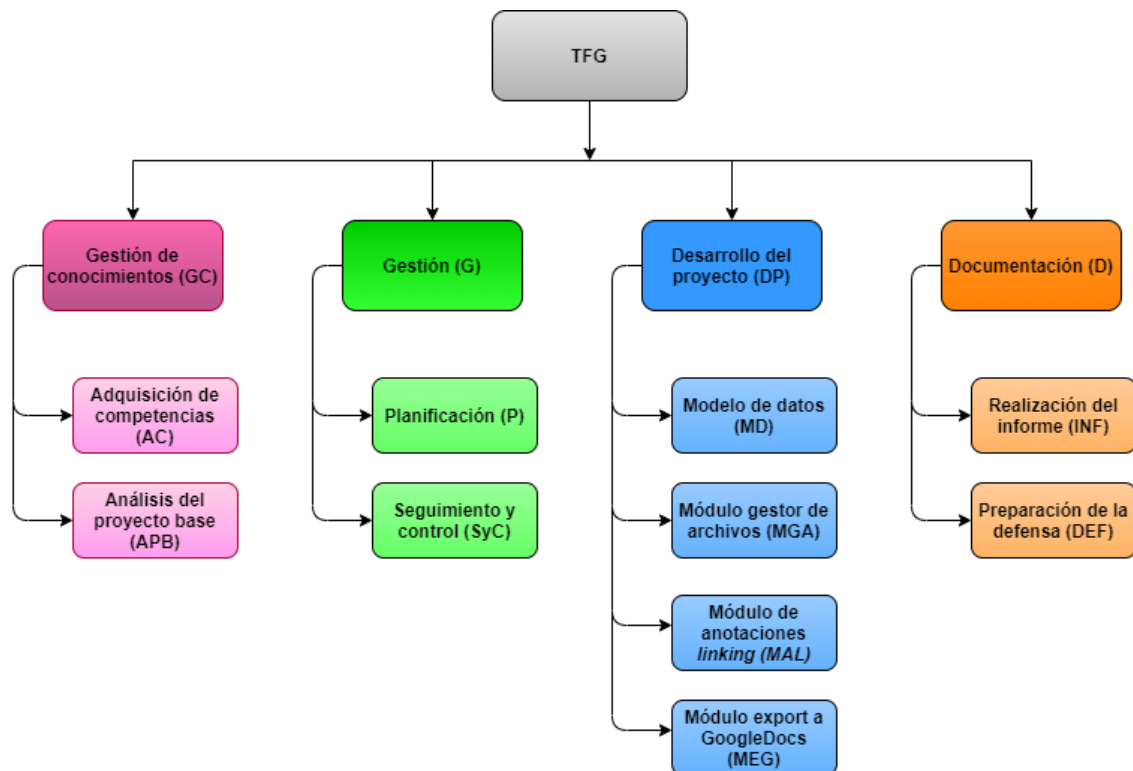 TFG
Gestión de
conocimientos (GC)
Gestión (G)
Desarrollo del
proyecto (DP)
Documentación (D)
Adquisición de
competencias
(AC)
Planificación (P)
Modelo de datos
(MD)
Realización del
informe (INF)
Análisis del
proyecto base
(APB)
Seguimiento y
control (SyC)
Módulo gestor de
archivos (MGA)
Preparación de la
defensa (DEF)
Módulo de
anotaciones
linking (MAL)
Módulo export a
GoogleDocs
(MEG)